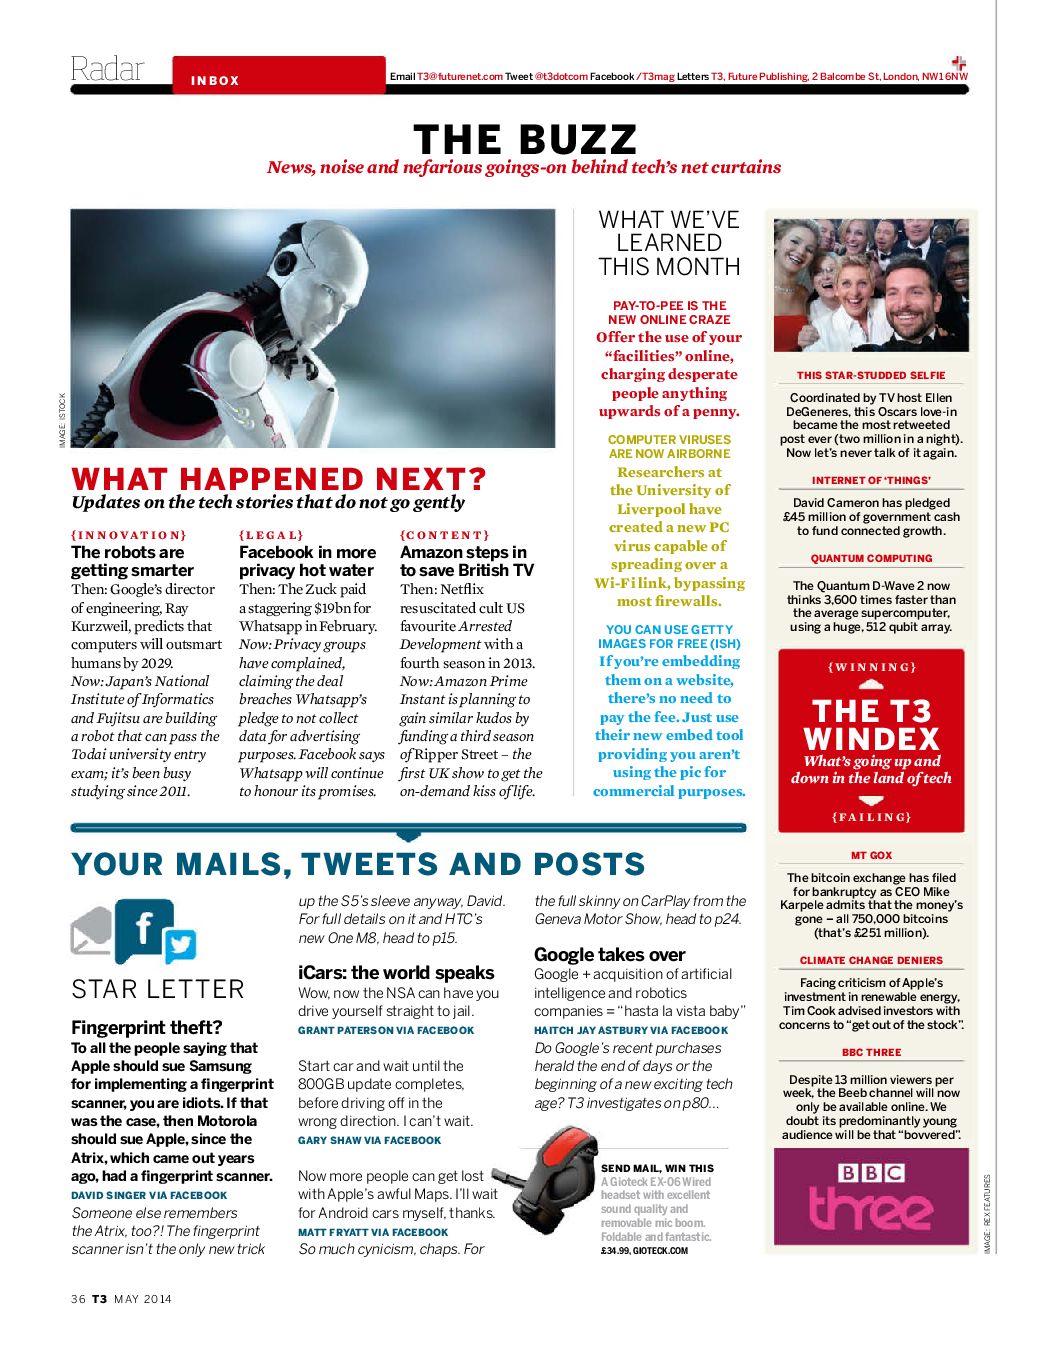 Radar
INBOX
Email T3@futurenet.com Tweet @t3dotcom Facebook /T3mag Letters T3, Future Publishing, 2 Balcombe St, London, NW1 6NW
THE BUZZ
News, noise and nefarious goings-on behind tech's net curtains
IMAGE: ISTOCK
WHAT HAPPENED NEXT?
Updates on the tech stories that do not go gently
{INNOVATION}
The robots are
getting smarter
Then: Google's director
of engineering, Ray
Kurzweil, predicts that
computers will outsmart
humans by 2029.
Now: Japan's National
Institute of Informatics
and Fujitsu are building
a robot that can pass the
Todai university entry
exam; it's been busy
studying since 2011.
{LEGAL}
Facebook in more
privacy hot water
Then: The Zuck paid
a staggering $19bn for
Whatsapp in February.
Now: Privacy groups
have complained,
claiming the deal
breaches Whatsapp's
pledge to not collect
data for advertising
purposes. Facebook says
Whatsapp will continue
to honour its promises.
{CONTENT}
Amazon steps in
to save British TV
Then: Netflix
resuscitated cult US
favourite Arrested
Development with a
fourth season in 2013.
Now: Amazon Prime
Instant is planning to
gain similar kudos by
funding a third season
of Ripper Street – the
first UK show to get the
on-demand kiss of life.
WHAT WE'VE
LEARNED
THIS MONTH
PAY-TO-PEE IS THE
NEW ONLINE CRAZE
Offer the use of your
"facilities" online,
charging desperate
people anything
upwards of a penny.
COMPUTER VIRUSES
ARE NOW AIRBORNE
Researchers at
the University of
Liverpool have
created a new PC
virus capable of
spreading over a
Wi-Fi link, bypassing
most firewalls.
YOU CAN USE GETTY
IMAGES FOR FREE (ISH)
If you're embedding
them on a website,
there's no need to
pay the fee. Just use
their new embed tool
providing you aren't
using the pic for
commercial purposes.
THIS STAR-STUDDED SELFIE
Coordinated by TV host Ellen
DeGeneres, this Oscars love-in
became the most retweeted
post ever (two million in a night).
Now let's never talk of it again.
INTERNET OF 'THINGS'
David Cameron has pledged
£45 million of government cash
to fund connected growth.
QUANTUM COMPUTING
The Quantum D-Wave 2 now
thinks 3,600 times faster than
the average supercomputer,
using a huge, 512 qubit array.
{WINNING}
THE T3
WINDEX
What's going up and
down in the land of tech
{FAILING}
MT GOX
The bitcoin exchange has filed
for bankruptcy as CEO Mike
Karpele admits that the money's
gone – all 750,000 bitcoins
(that's £251 million).
CLIMATE CHANGE DENIERS
Facing criticism of Apple's
investment in renewable energy,
Tim Cook advised investors with
concerns to "get out of the stock".
BBC THREE
Despite 13 million viewers per
week, the Beeb channel will now
only be available online. We
doubt its predominantly young
audience will be that "bovvered".
BBC
three
IMAGE: REX FEATURES
YOUR MAILS, TWEETS AND POSTS
STAR LETTER
Fingerprint theft?
To all the people saying that
Apple should sue Samsung
for implementing a fingerprint
scanner, you are idiots. If that
was the case, then Motorola
should sue Apple, since the
Atrix, which came out years
ago, had a fingerprint scanner.
DAVID SINGER VIA FACEBOOK
Someone else remembers
the Atrix, too?! The fingerprint
scanner isn't the only new trick
up the S5's sleeve anyway, David.
For full details on it and HTC's
new One M8, head to p15.
iCars: the world speaks
Wow, now the NSA can have you
drive yourself straight to jail.
GRANT PATERSON VIA FACEBOOK
Start car and wait until the
800GB update completes,
before driving off in the
wrong direction. I can't wait.
GARY SHAW VIA FACEBOOK
Now more people can get lost
with Apple's awful Maps. I'll wait
for Android cars myself, thanks.
MATT FRYATT VIA FACEBOOK
So much cynicism, chaps. For
the full skinny on CarPlay from the
Geneva Motor Show, head to p24.
Google takes over
Google + acquisition of artificial
intelligence and robotics
companies = "hasta la vista baby"
HAITCH JAY ASTBURY VIA FACEBOOK
Do Google's recent purchases
herald the end of days or the
beginning of a new exciting tech
age? T3 investigates on p80...
SEND MAIL, WIN THIS
A Gioteck EX-06 Wired
headset with excellent
sound quality and
removable mic boom.
Foldable and fantastic.
£34.99, GIOTECK.COM
36 T3 MAY 2014